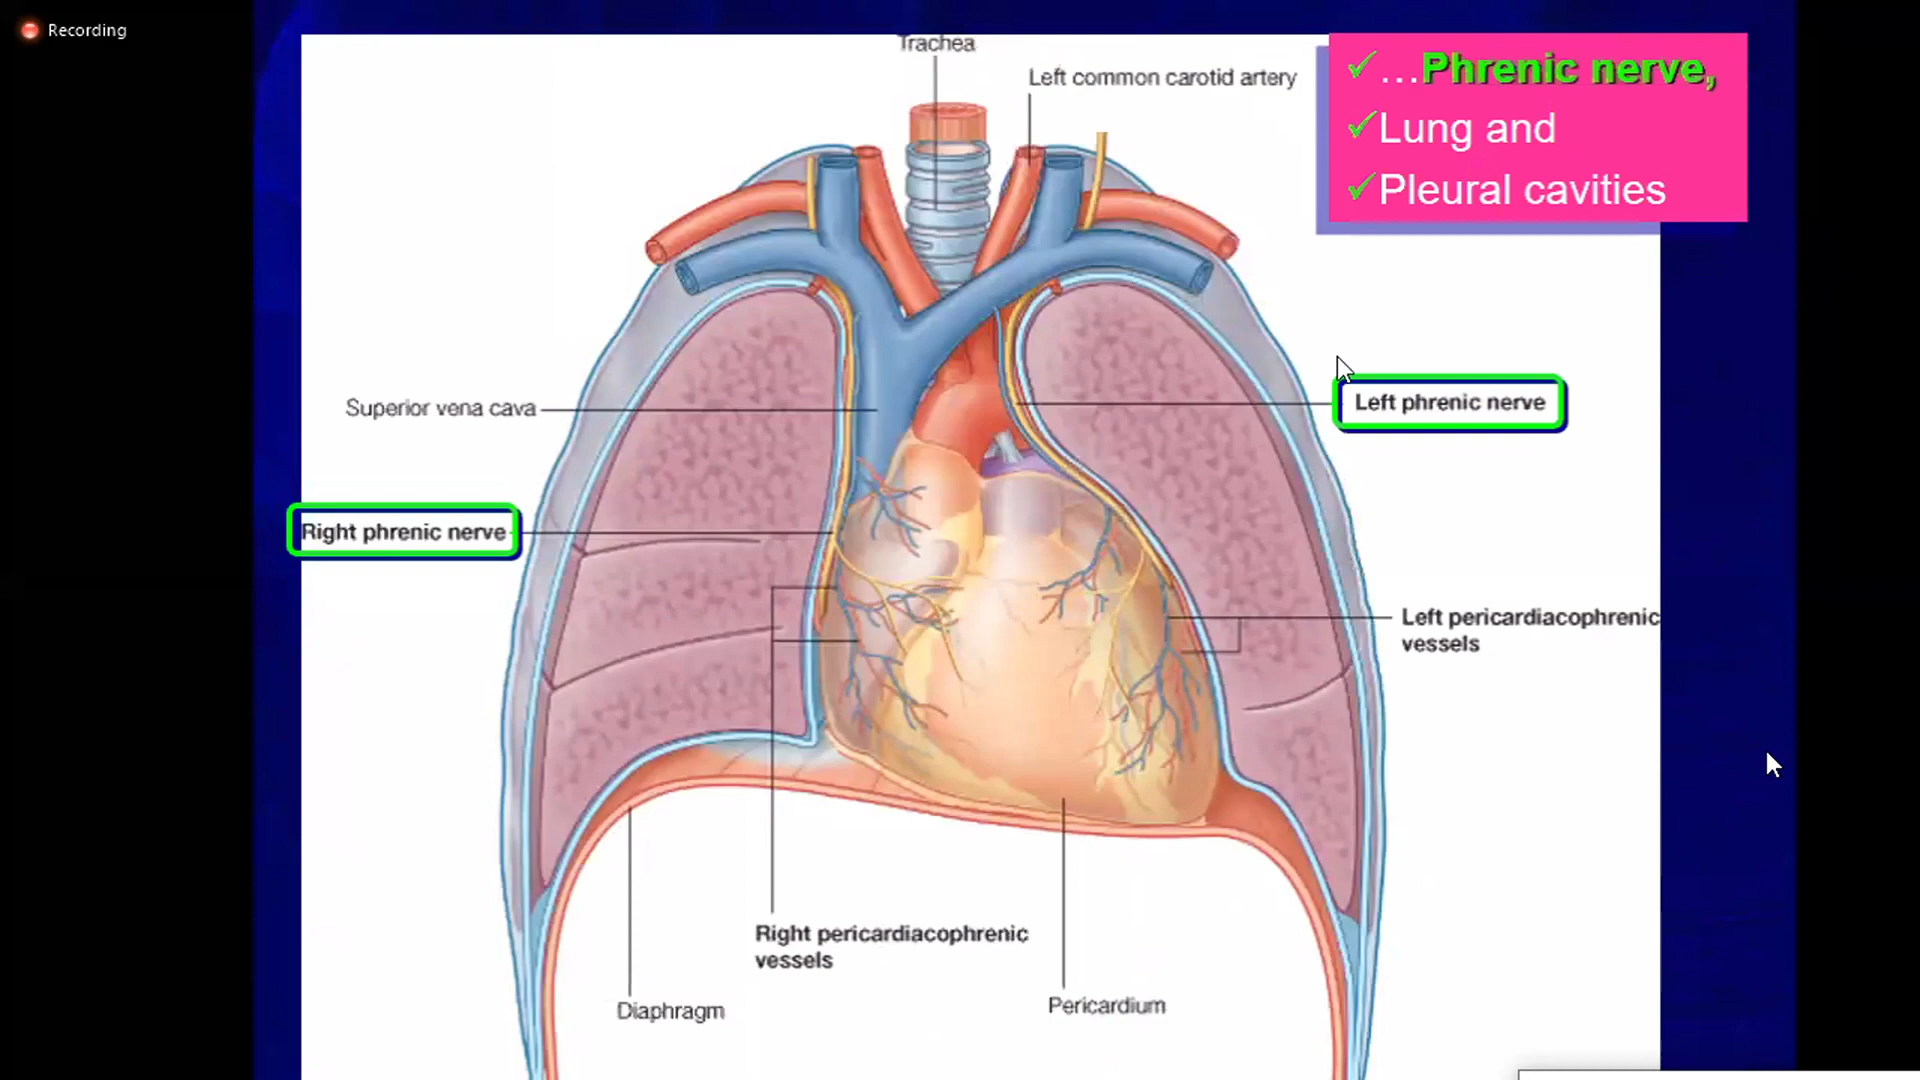 Recording
Trachea
Left common carotid artery
✓...Phrenic nerve,
✓Lung and
✓Pleural cavities
Superior vena cava
Left phrenic nerve
Right phrenic nerve
Left pericardiacophrenic
vessels
Right pericardiacophrenic
vessels
Diaphragm
Pericardium